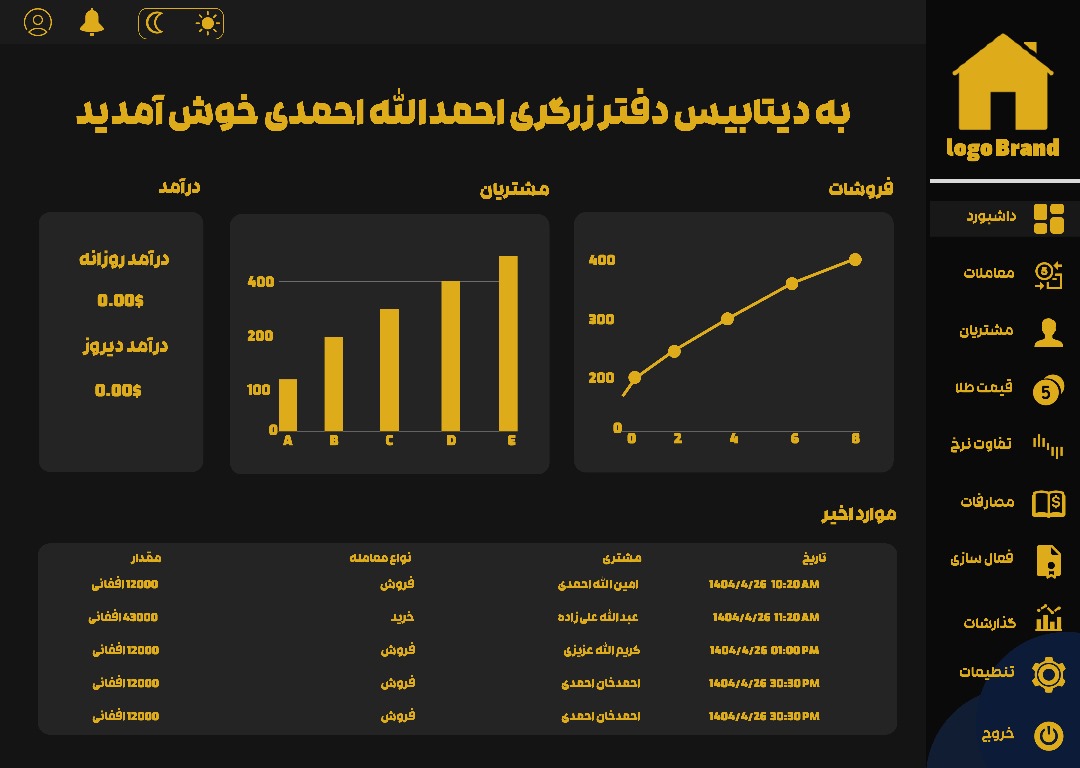 logo Brand
داشبورد
معاملات
مشتریان
قیمت طلا
تفاوت نرخ
مصارفات
فعال سازی
گذارشات
تنظیمات
خروج
به دیتابیس دفتر زرگری احمدالله احمدی خوش آمدید
فروشات
400
300
200
0
0 2 4 6 8
مشتریان
400
200
100
0
A B C D E
درآمد
درآمد روزانه
0.00$
درآمد دیروز
0.00$
موارد اخیر
تاریخ مشتری نواع معامله مقدار
1404/4/26 10:20 AM امین الله احمدی فروش 12000 افغانی
1404/4/26 11:20 AM عبدالله علی زاده خرید 43000 افغانی
1404/4/26 01:00 PM کریم الله عزیزی فروش 12000 افغانی
1404/4/26 30:30 PM احمدخان احمدی فروش 12000 افغانی
1404/4/26 30:30 PM احمدخان احمدی فروش 12000 افغانی